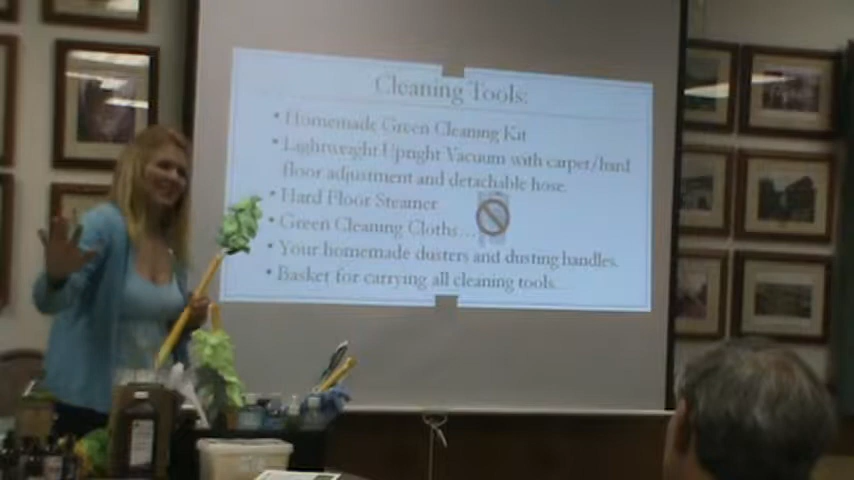 Cleaning Tools:
• Homemade Green Cleaning Kit
• Lightweight Upright Vacuum with carpet/hard
floor adjustment and detachable hose.
• Hard Floor Steamer
• Green Cleaning Cloths…
• Your homemade dusters and dusting handles.
• Basket for carrying all cleaning tools…